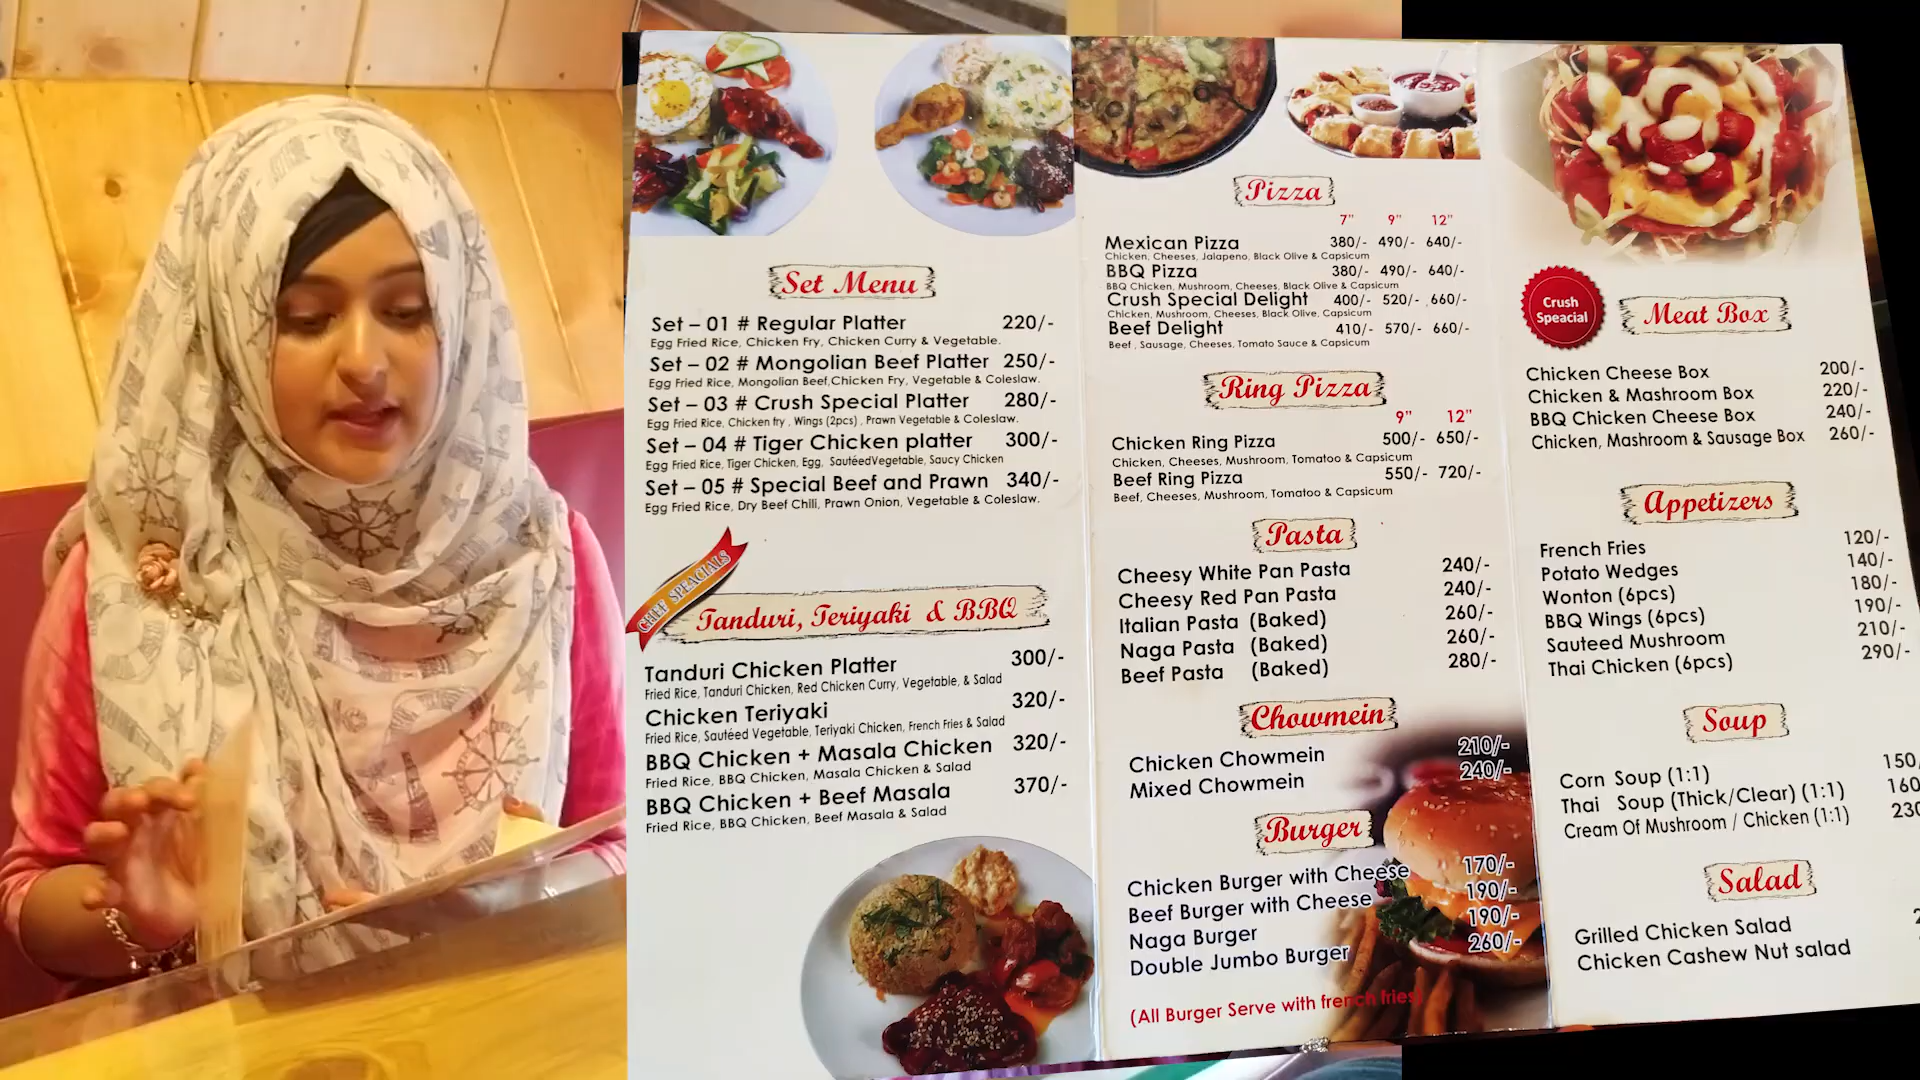 Set Menu
Set – 01 # Regular Platter 220/-
Egg Fried Rice, Chicken Fry, Chicken Curry & Vegetable.
Set – 02 # Mongolian Beef Platter 250/-
Egg Fried Rice, Mongolian Beef,Chicken Fry, Vegetable & Coleslaw.
Set – 03 # Crush Special Platter 280/-
Egg Fried Rice, Chicken fry , Wings (2pcs) , Prawn Vegetable & Coleslaw.
Set – 04 # Tiger Chicken platter 300/-
Egg Fried Rice, Tiger Chicken, Egg, SautéedVegetable, Saucy Chicken
Set – 05 # Special Beef and Prawn 340/-
Egg Fried Rice, Dry Beef Chili, Prawn Onion, Vegetable & Coleslaw.
CHEF SPEACIALS
Tanduri, Teriyaki & BBQ
Tanduri Chicken Platter 300/-
Fried Rice, Tanduri Chicken, Red Chicken Curry, Vegetable, & Salad
Chicken Teriyaki 320/-
Fried Rice, Sautéed Vegetable, Teriyaki Chicken, French Fries & Salad
BBQ Chicken + Masala Chicken 320/-
Fried Rice, BBQ Chicken, Masala Chicken & Salad
BBQ Chicken + Beef Masala 370/-
Fried Rice, BBQ Chicken, Beef Masala & Salad
Pizza
7" 9" 12"
Mexican Pizza 380/- 490/- 640/-
Chicken, Cheeses, Jalapeno, Black Olive & Capsicum
BBQ Pizza 380/- 490/- 640/-
BBQ Chicken, Mushroom, Cheeses, Black Olive & Capsicum
Crush Special Delight 400/- 520/- 660/-
Chicken, Mushroom, Cheeses, Black Olive, Capsicum
Beef Delight 410/- 570/- 660/-
Beef , Sausage, Cheeses, Tomato Sauce & Capsicum
Ring Pizza
9" 12"
Chicken Ring Pizza 500/- 650/-
Chicken, Cheeses, Mushroom, Tomatoo & Capsicum
Beef Ring Pizza 550/- 720/-
Beef, Cheeses, Mushroom, Tomatoo & Capsicum
Pasta
Cheesy White Pan Pasta 240/-
Cheesy Red Pan Pasta 240/-
Italian Pasta (Baked) 260/-
Naga Pasta (Baked) 260/-
Beef Pasta (Baked) 280/-
Chowmein
Chicken Chowmein 210/-
Mixed Chowmein 240/-
Burger
Chicken Burger with Cheese 170/-
Beef Burger with Cheese 190/-
Naga Burger 190/-
Double Jumbo Burger 260/-
(All Burger Serve with french fries)
Crush
Speacial
Meat Box
Chicken Cheese Box 200/-
Chicken & Mashroom Box 220/-
BBQ Chicken Cheese Box 240/-
Chicken, Mashroom & Sausage Box 260/-
Appetizers
French Fries 120/-
Potato Wedges 140/-
Wonton (6pcs) 180/-
BBQ Wings (6pcs) 190/-
Sauteed Mushroom 210/-
Thai Chicken (6pcs) 290/-
Soup
Corn Soup (1:1) 150/
Thai Soup (Thick/Clear) (1:1) 160
Cream Of Mushroom / Chicken (1:1) 230
Salad
Grilled Chicken Salad
Chicken Cashew Nut salad